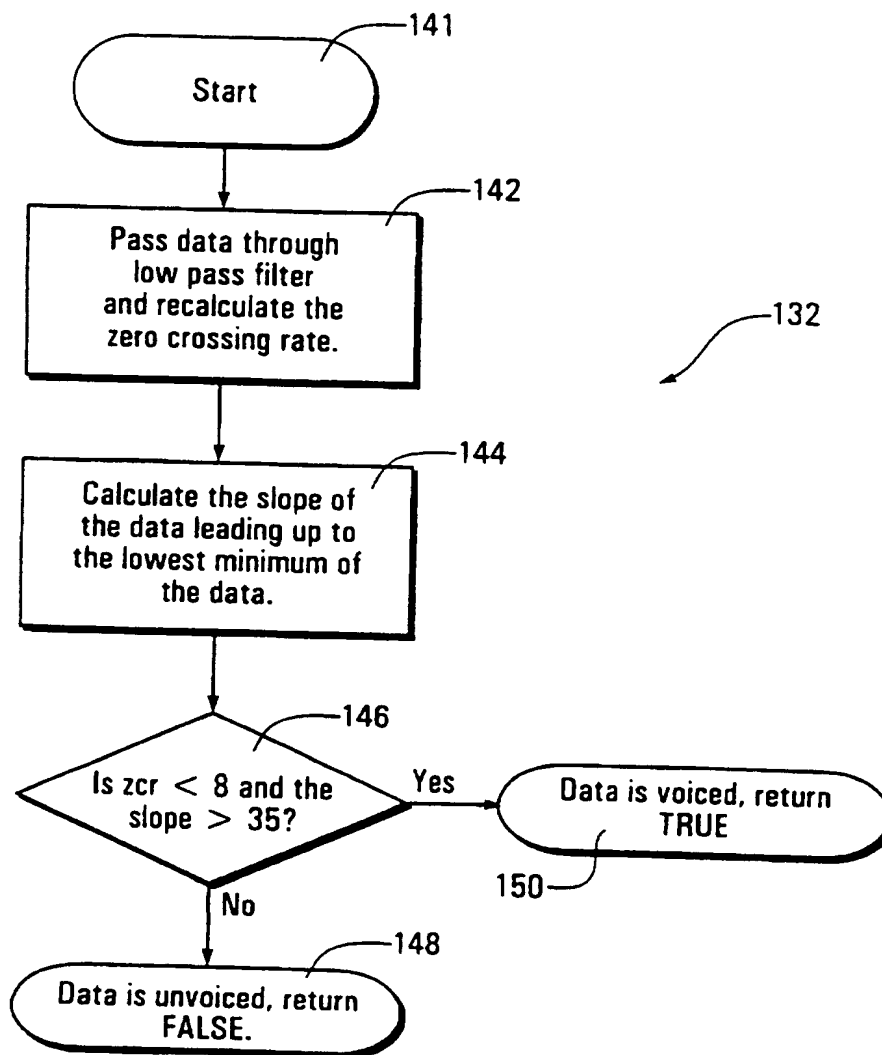 141
Start
142
Pass data through
low pass filter
and recalculate the
zero crossing rate.
132
144
Calculate the slope of
the data leading up to
the lowest minimum of
the data.
146
Is zcr < 8 and the
slope > 35?
Yes
Data is voiced, return
TRUE
150
No
148
Data is unvoiced, return
FALSE.